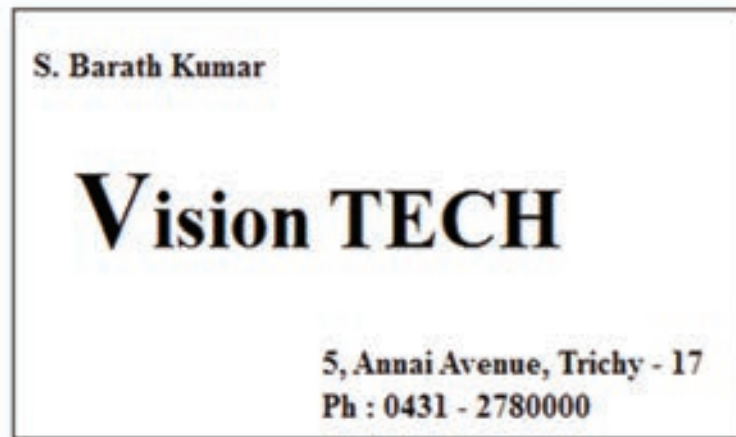 S. Barath Kumar
Vision TECH
5, Annai Avenue, Trichy - 17
Ph : 0431 - 2780000